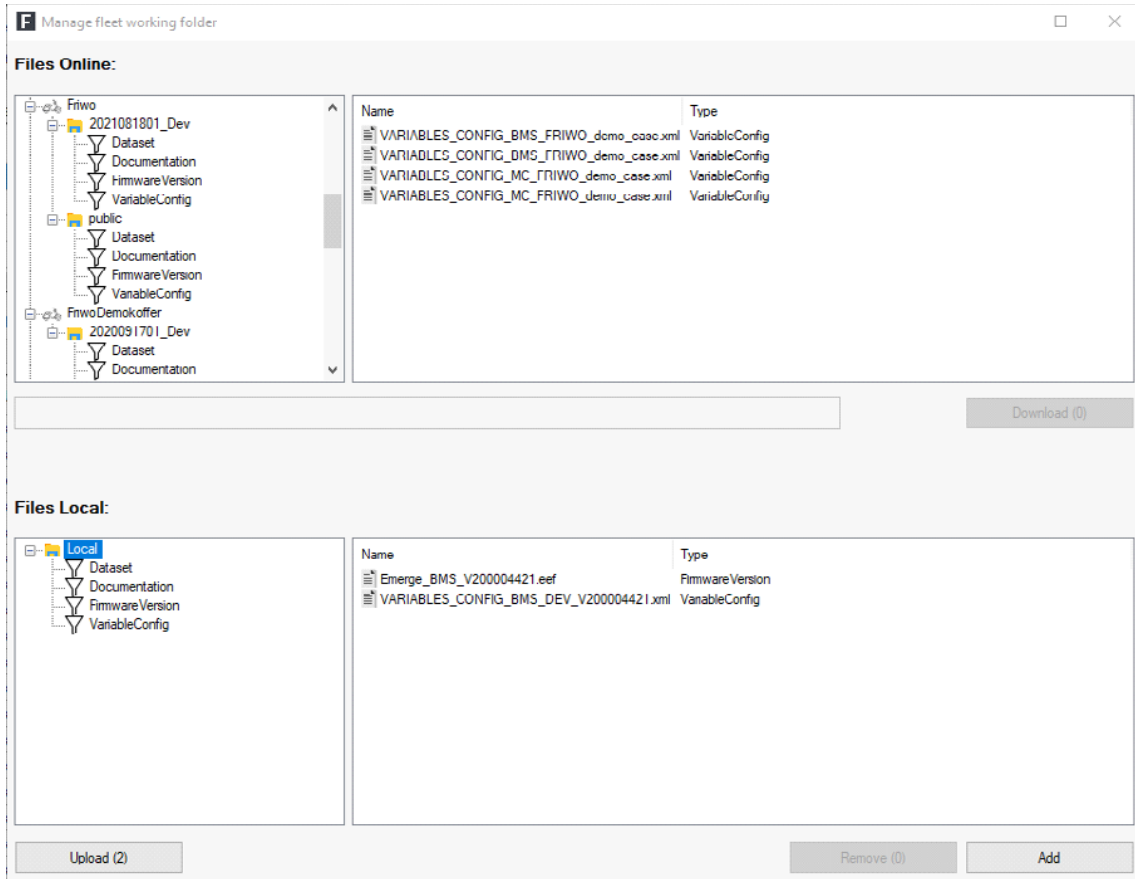 F Manage fleet working folder
Files Online:
Friwo
2021081801_Dev
Dataset
Documentation
FirmwareVersion
VariableConfig
public
Dataset
Documentation
FirmwareVersion
VariableConfig
FriwoDemokoffer
2020091701_Dev
Dataset
Documentation
Name Type
VARIABLES_CONFIG_BMS_FRIWO_demo_case.xml VariableConfig
VARIABLES_CONFIG_BMS_FRIWO_demo_case.xml VariableConfig
VARIABLES_CONFIG_MC_FRIWO_demo_case.xml VariableConfig
VARIABLES_CONFIG_MC_FRIWO_demo_case.xml VariableConfig
Download (0)
Files Local:
Local
Dataset
Documentation
FirmwareVersion
VariableConfig
Name Type
Emerge_BMS_V200004421.eef FirmwareVersion
VARIABLES_CONFIG_BMS_DEV_V200004421.xml VariableConfig
Upload (2) Remove (0) Add